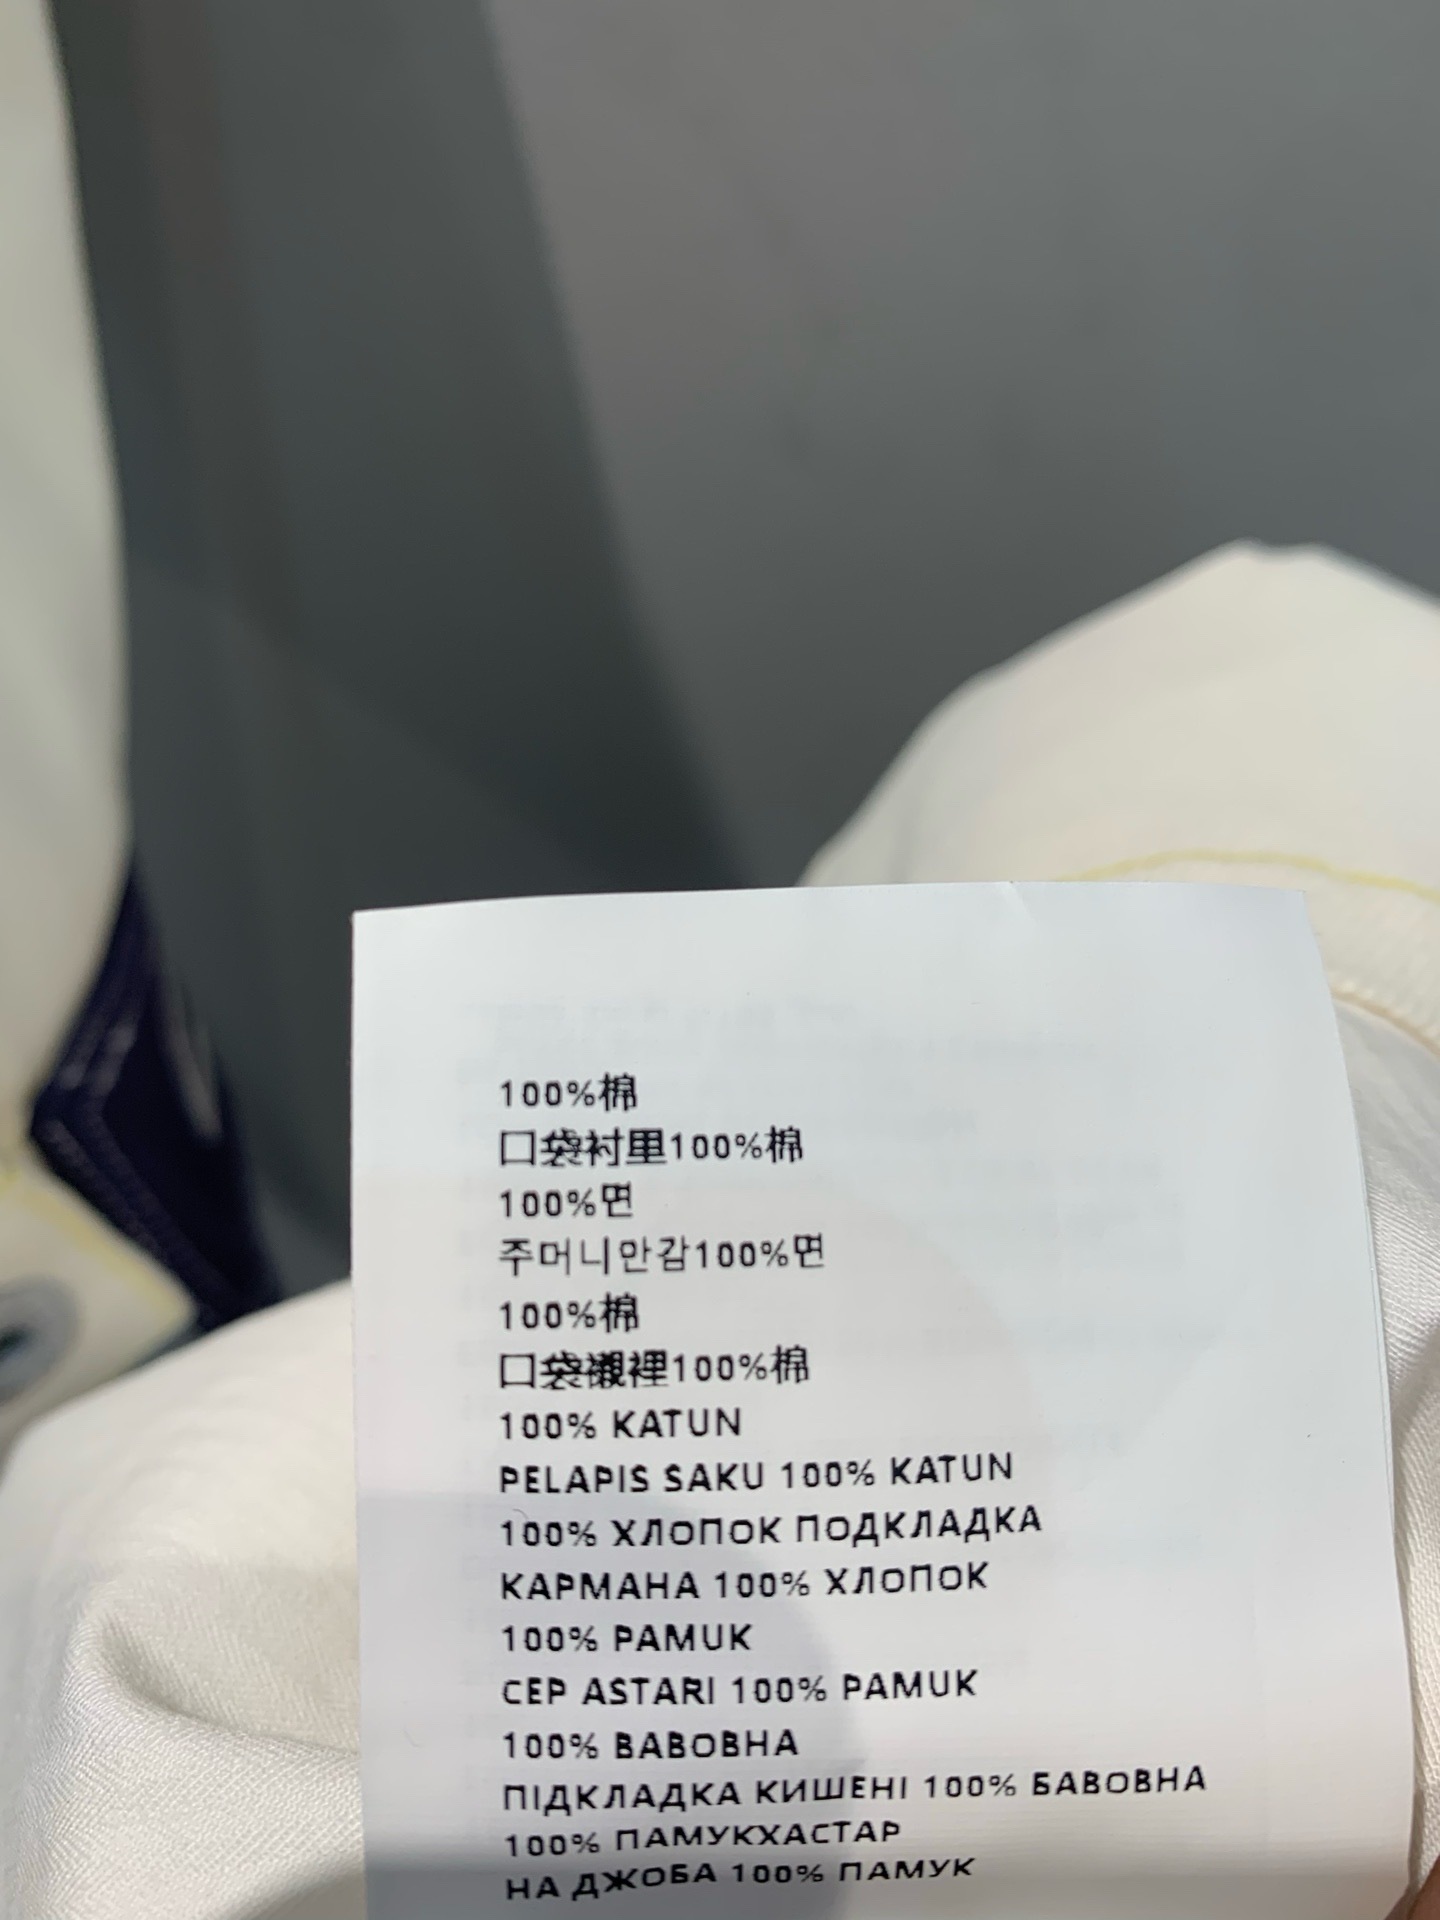 100%棉
口袋衬里100%棉
100%면
주머니안감100%면
100%棉
口袋襯裡100%棉
100% KATUN
PELAPIS SAKU 100% KATUN
100% ХЛОПОК ПОДКЛАДКА
КАРМАНА 100% ХЛОПОК
100% PAMUK
CEP ASTARI 100% PAMUK
100% BABOBHA
ПІДКЛАДКА КИШЕНІ 100% БАВОВНА
100% ПАМУКХАСТАР
НА ДЖОБА 100% ПАМУК